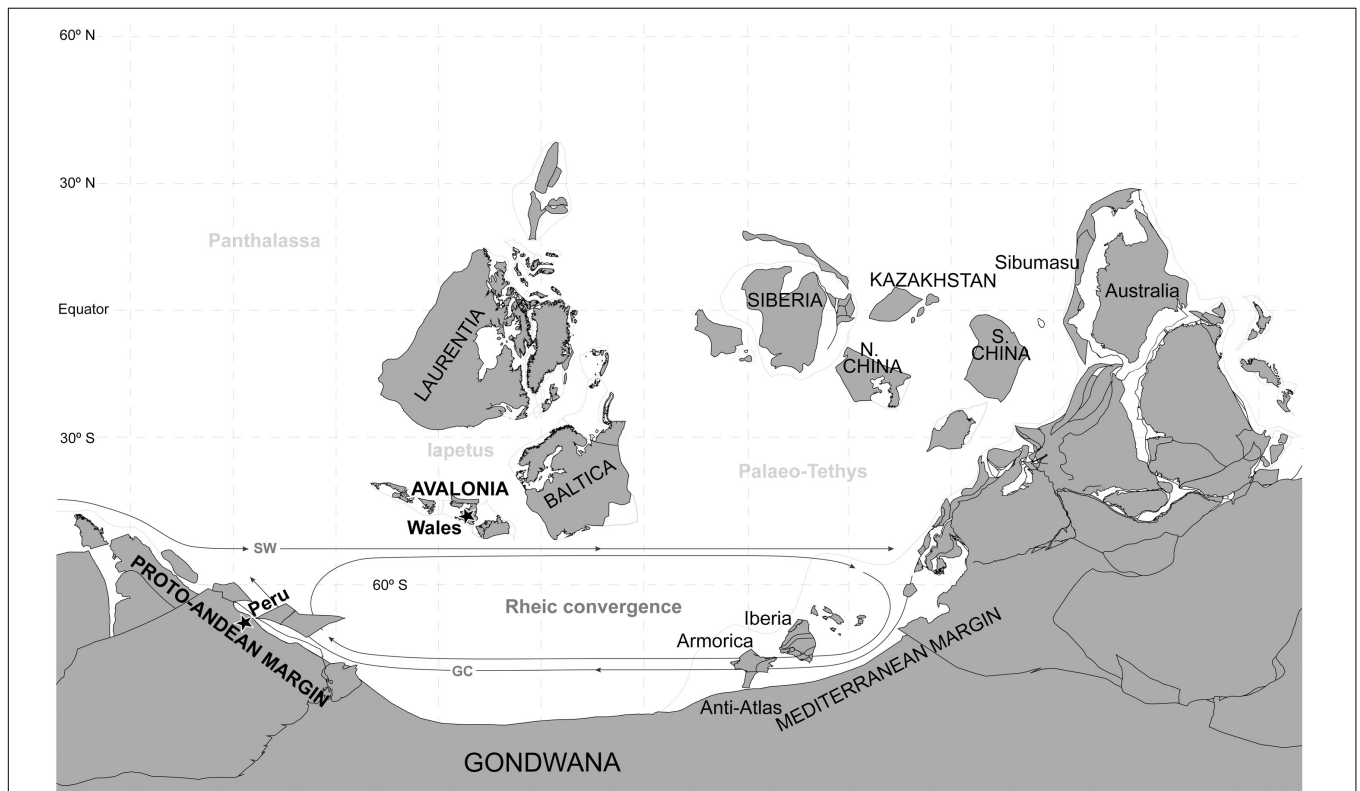 60º N
30º N
Panthalassa
Sibumasu
KAZAKHSTAN
Australia
SIBERIA
Equator
LAURENTIA
N.
CHINA
S.
CHINA
30º S
Iapetus
Palaeo-Tethys
BALTICA
AVALONIA
Wales
SW
60º S
Peru
PROTO-ANDEAN MARGIN
Rheic convergence
Iberia
Armorica
GC
MEDITERRANEAN MARGIN
Anti-Atlas
GONDWANA